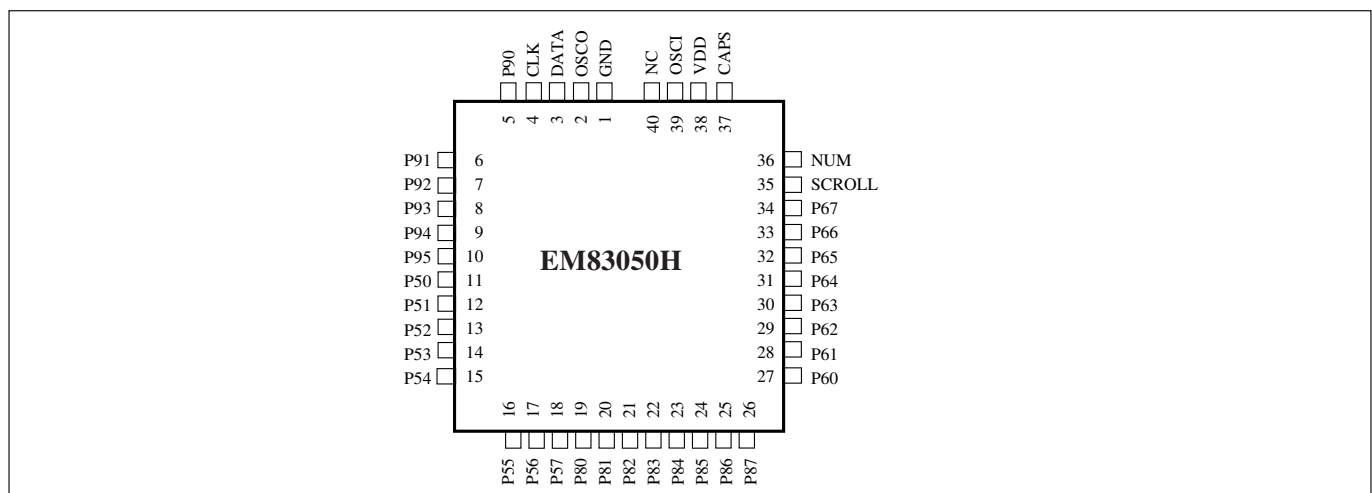 P90 CLK DATA OSCO GND NC OSCI VDD CAPS
5 4 3 2 1 40 39 38 37
P91 6 36 NUM
P92 7 35 SCROLL
P93 8 34 P67
P94 9 33 P66
P95 10 32 P65
P50 11 31 P64
P51 12 30 P63
P52 13 29 P62
P53 14 28 P61
P54 15 27 P60
EM83050H
16 17 18 19 20 21 22 23 24 25 26
P55 P56 P57 P80 P81 P82 P83 P84 P85 P86 P87